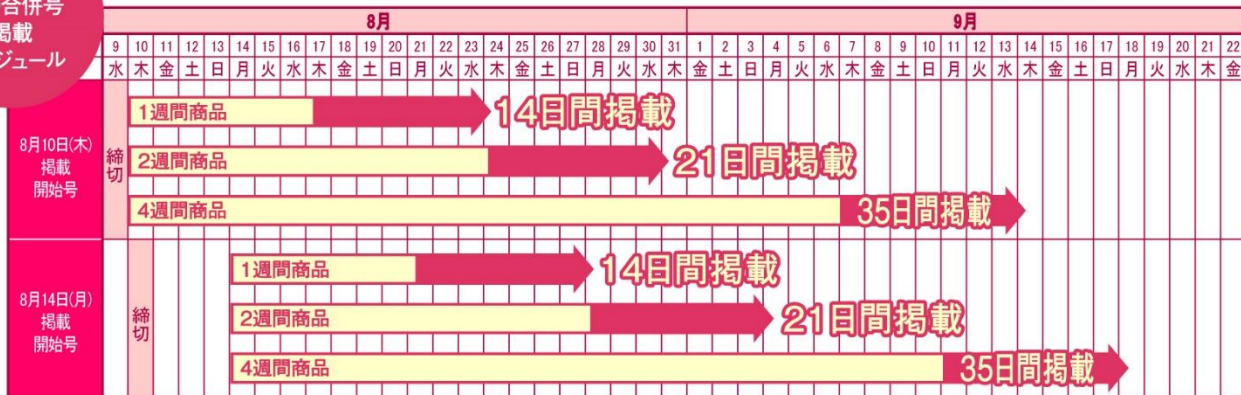 合併号
掲載
ジュール
8月 9月
9 10 11 12 13 14 15 16 17 18 19 20 21 22 23 24 25 26 27 28 29 30 31 1 2 3 4 5 6 7 8 9 10 11 12 13 14 15 16 17 18 19 20 21 22
水 木 金 土 日 月 火 水 木 金 土 日 月 火 水 木 金 土 日 月 火 水 木 金 土 日 月 火 水 木 金 土 日 月 火 水 木 金 土 日 月 火 水 木 金
8月10日(木)
掲載
開始号
締切
1週間商品 14日間掲載
2週間商品 21日間掲載
4週間商品 35日間掲載
8月14日(月)
掲載
開始号
締切
1週間商品 14日間掲載
2週間商品 21日間掲載
4週間商品 35日間掲載